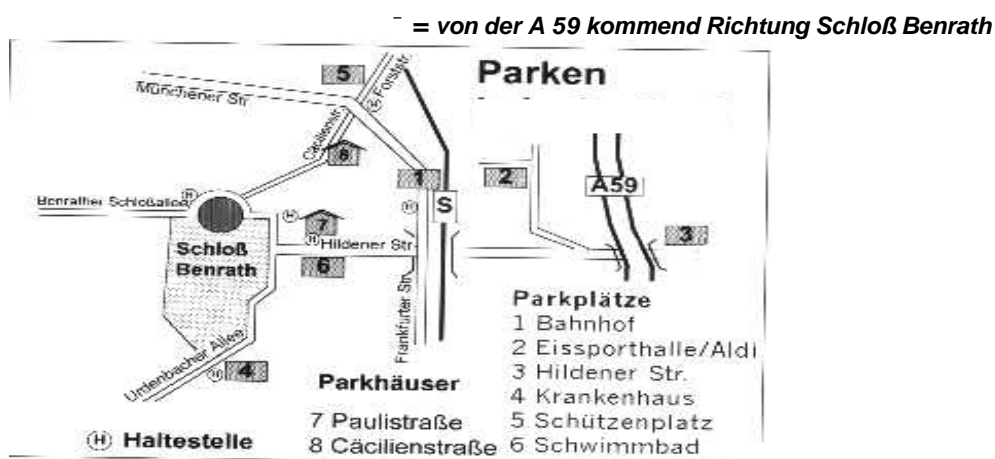 = von der A 59 kommend Richtung Schloß Benrath
Parken
5
Forststr.
Münchener Str
H
Cäcilienstr.
8
1
2
A59
Benrather Schloßallee
H
H
7
H
S
3
Schloß
Benrath
H
Hildener Str.
6
Frankfurter Str.
Urdenbacher Allee
H
4
Parkplätze
1 Bahnhof
2 Eissporthalle/Aldi
3 Hildener Str.
4 Krankenhaus
5 Schützenplatz
6 Schwimmbad
Parkhäuser
7 Paulistraße
8 Cäcilienstraße
H Haltestelle